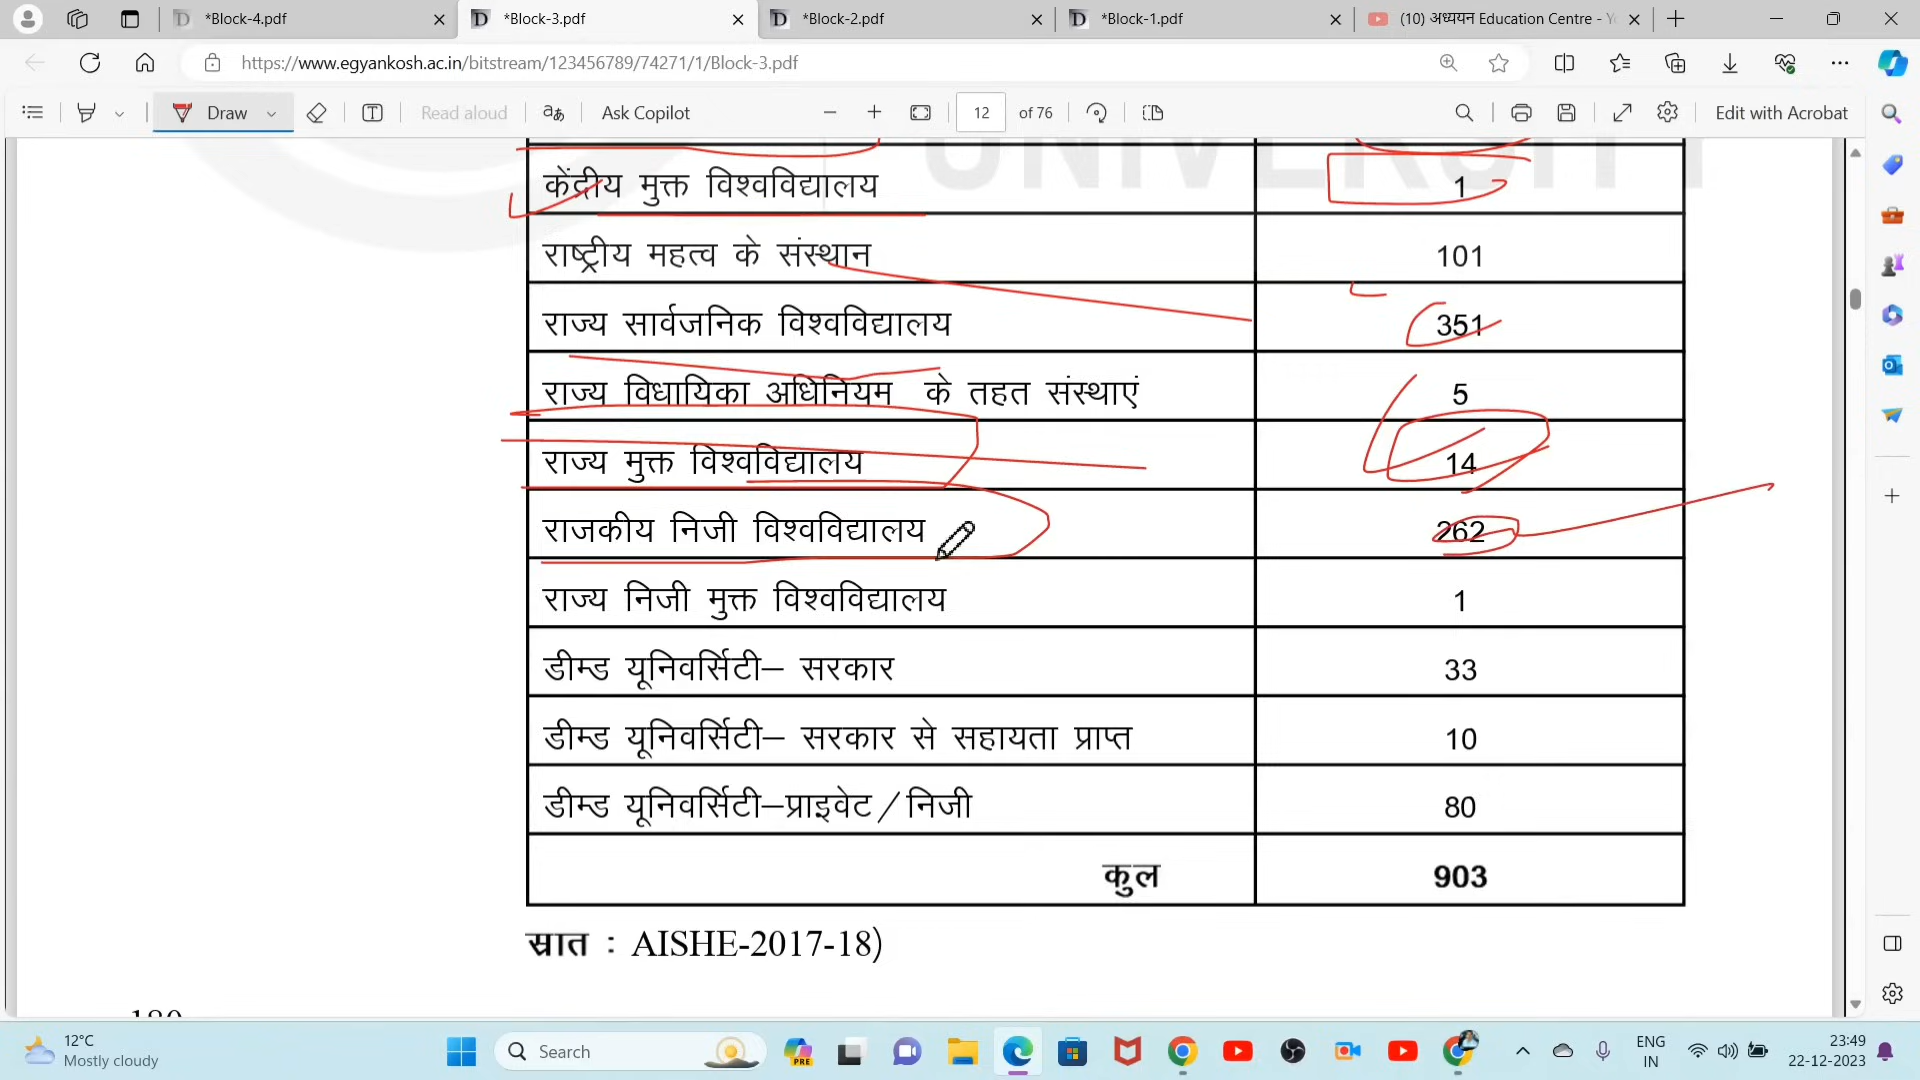 *Block-4.pdf
*Block-3.pdf
*Block-2.pdf
*Block-1.pdf
(10) अध्ययन Education Centre - Y
https://www.egyankosh.ac.in/bitstream/123456789/74271/1/Block-3.pdf
Draw
Read aloud
Ask Copilot
12 of 76
Edit with Acrobat
UNIVERSITY
केंद्रीय मुक्त विश्वविद्यालय 1
राष्ट्रीय महत्व के संस्थान 101
राज्य सार्वजनिक विश्वविद्यालय 351
राज्य विधायिका अधिनियम के तहत संस्थाएं 5
राज्य मुक्त विश्वविद्यालय 14
राजकीय निजी विश्वविद्यालय 262
राज्य निजी मुक्त विश्वविद्यालय 1
डीम्ड यूनिवर्सिटी– सरकार 33
डीम्ड यूनिवर्सिटी– सरकार से सहायता प्राप्त 10
डीम्ड यूनिवर्सिटी–प्राइवेट/निजी 80
कुल 903
स्रात : AISHE-2017-18)
180
12°C
Mostly cloudy
Search
PRE
ENG
IN
23:49
22-12-2023